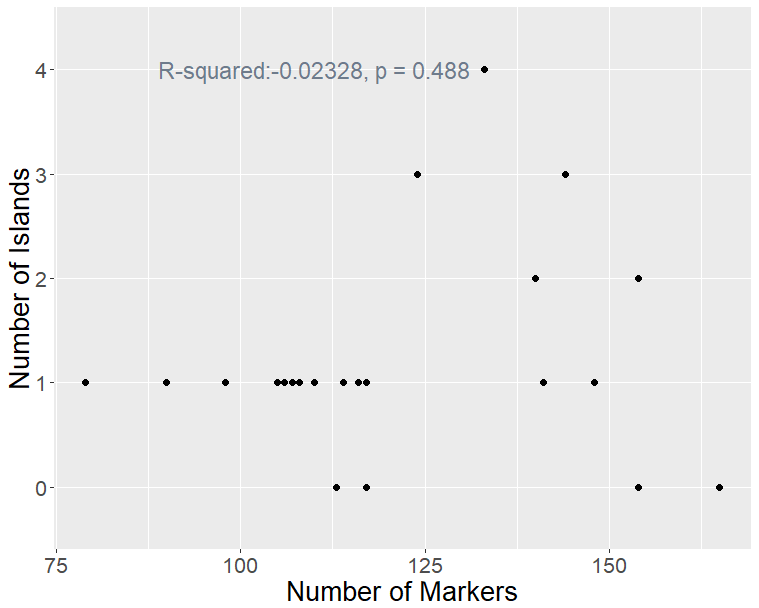 R-squared:-0.02328, p = 0.488
4
3
2
1
0
Number of Islands
75 100 125 150
Number of Markers